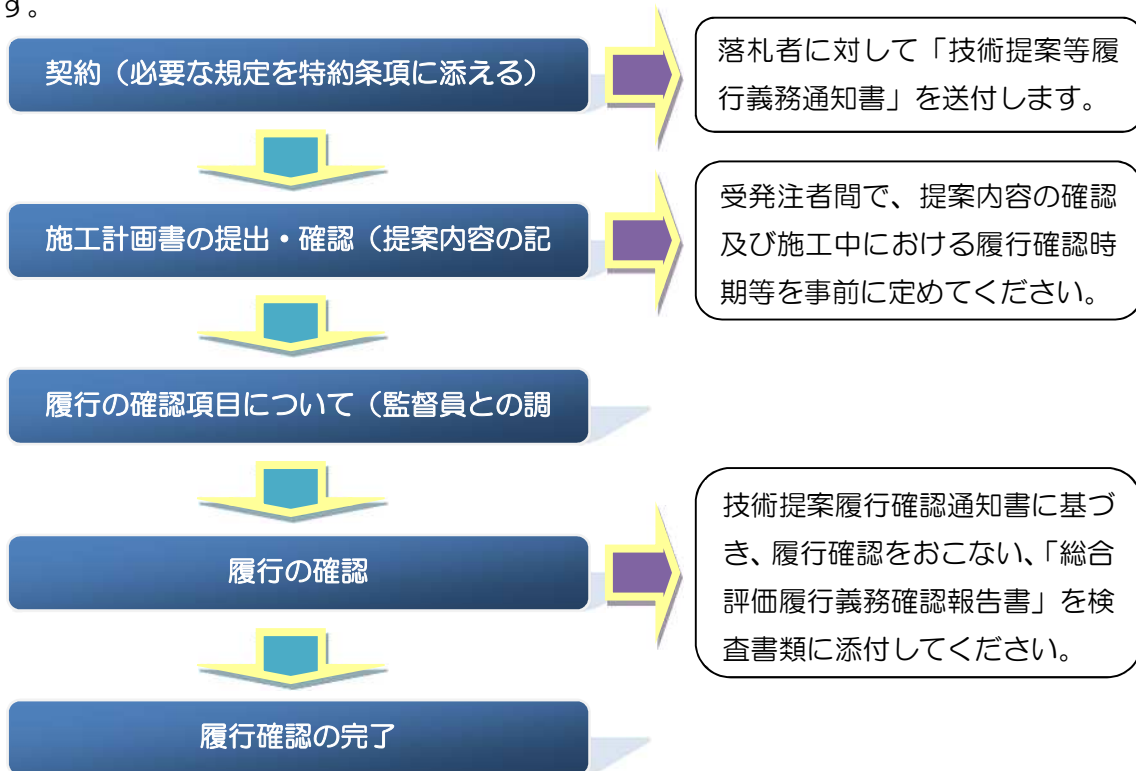 す。
契約（必要な規定を特約条項に添える）
落札者に対して「技術提案等履
行義務通知書」を送付します。
施工計画書の提出・確認（提案内容の記
受発注者間で、提案内容の確認
及び施工中における履行確認時
期等を事前に定めてください。
履行の確認項目について（監督員との調
履行の確認
技術提案履行確認通知書に基づ
き、履行確認をおこない、「総合
評価履行義務確認報告書」を検
査書類に添付してください。
履行確認の完了